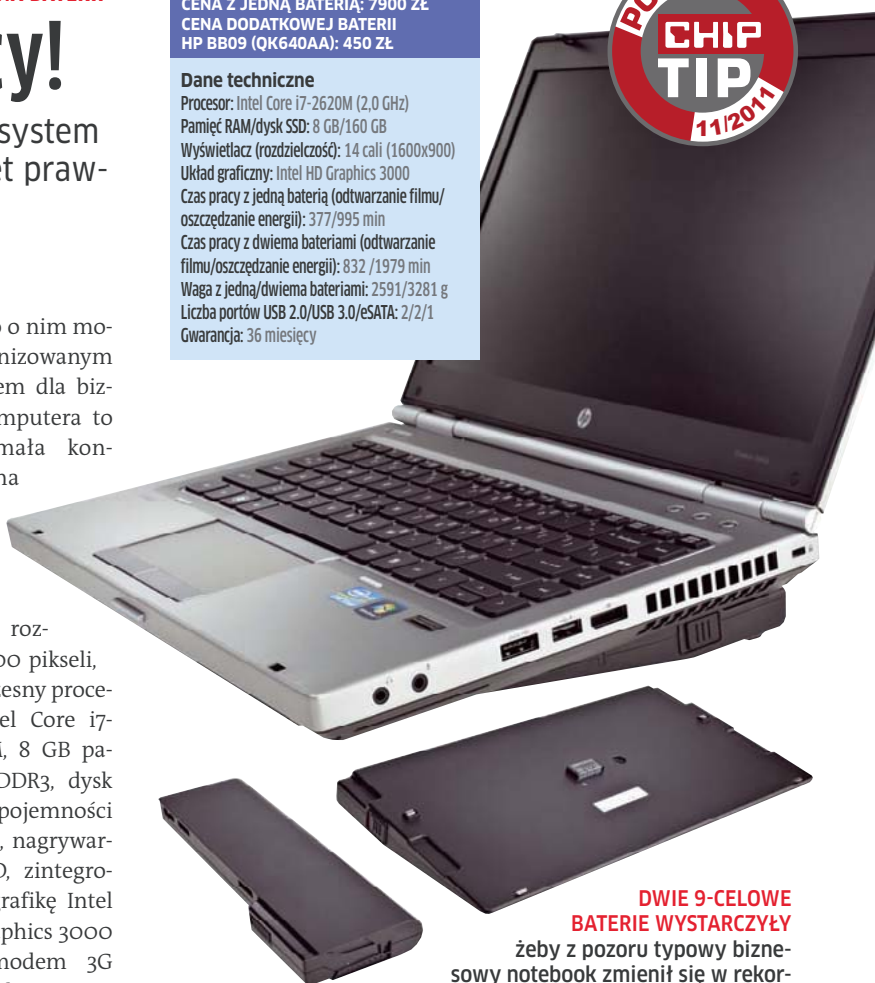 CENA Z JEDNĄ BATERIĄ: 7900 ZŁ
CENA DODATKOWEJ BATERII
HP BB09 (QK640AA): 450 ZŁ
Dane techniczne
Procesor: Intel Core i7-2620M (2,0 GHz)
Pamięć RAM/dysk SSD: 8 GB/160 GB
Wyświetlacz (rozdzielczość): 14 cali (1600x900)
Układ graficzny: Intel HD Graphics 3000
Czas pracy z jedną baterią (odtwarzanie filmu/
oszczędzanie energii): 377/995 min
Czas pracy z dwiema bateriami (odtwarzanie
filmu/oszczędzanie energii): 832 /1979 min
Waga z jedną/dwiema bateriami: 2591/3281 g
Liczba portów USB 2.0/USB 3.0/eSATA: 2/2/1
Gwarancja: 36 miesięcy
CHIP
TIP
11/2011
y!
system
et praw-
o nim mo-
nizowanym
em dla biz-
mputera to
mała kon-
na
roz-
00 pikseli,
zesny proce-
el Core i7-
M, 8 GB pa-
DDR3, dysk
pojemności
, nagrywar-
D, zintegro-
rafikę Intel
aphics 3000
modem 3G
hp
DWIE 9-CELOWE
BATERIE WYSTARCZYŁY
żeby z pozoru typowy bizne-
sowy notebook zmienił się w rekor-